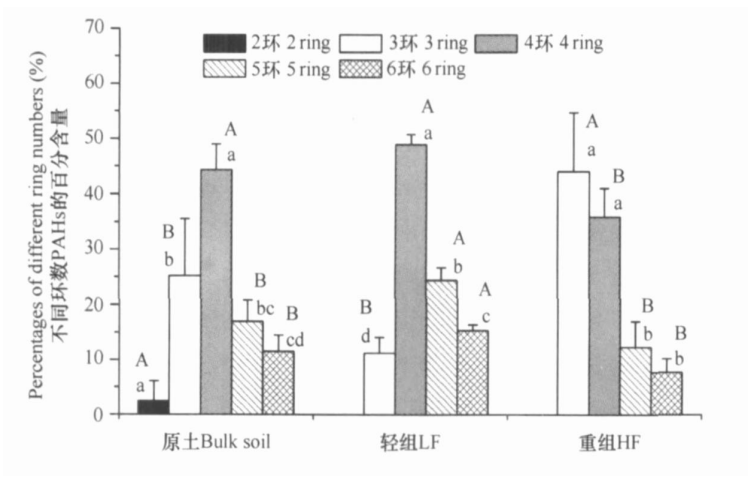 Percentages of different ring numbers (%)
不同环数PAHs的百分含量
70
60
50
40
30
20
10
0
2环 2 ring 3环 3 ring 4环 4 ring
5环 5 ring 6环 6 ring
A
a
B
b
A
a
B
bc
B
cd
B
d
A
a
A
b
A
c
A
a
B
a
B
b
B
b
原土Bulk soil 轻组LF 重组HF